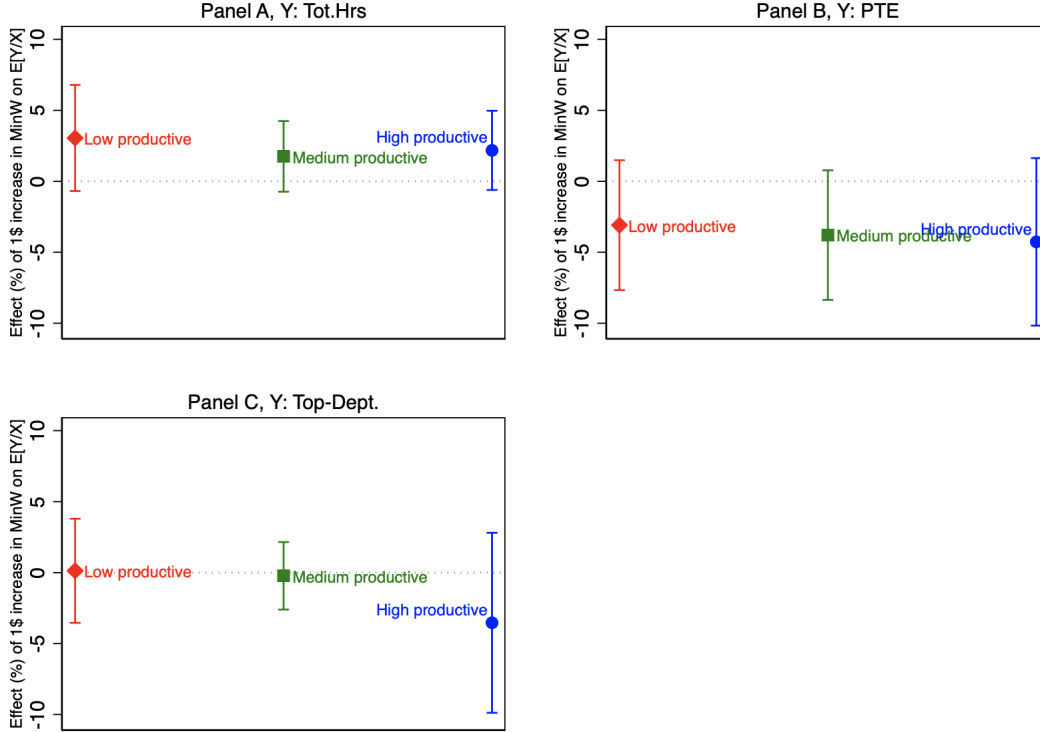 Panel A, Y: Tot.Hrs
Effect (%) of 1$ increase in MinW on E[Y/X]
10
5
0
-5
-10
Low productive
Medium productive
High productive
Panel B, Y: PTE
Effect (%) of 1$ increase in MinW on E[Y/X]
10
5
0
-5
-10
Low productive
Medium productive
High productive
Panel C, Y: Top-Dept.
Effect (%) of 1$ increase in MinW on E[Y/X]
10
5
0
-5
-10
Low productive
Medium productive
High productive